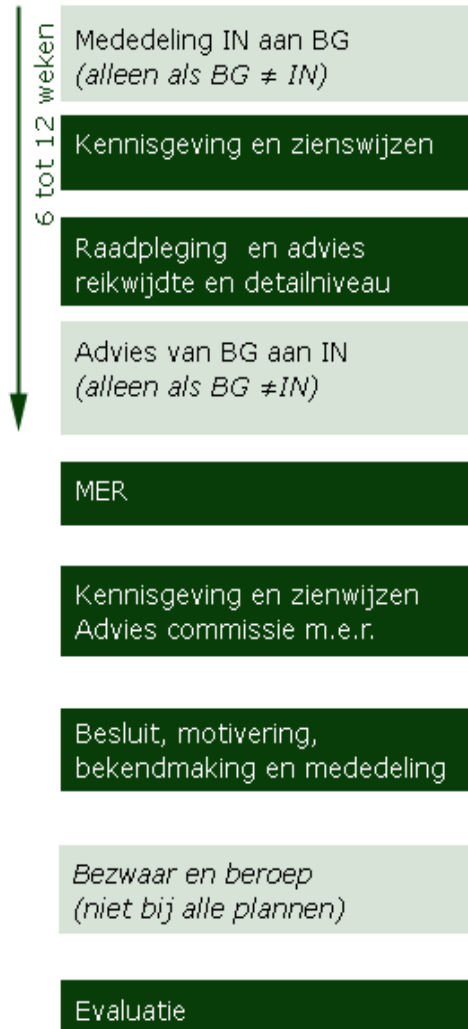 6 tot 12 weken
Mededeling IN aan BG
(alleen als BG ≠ IN)
Kennisgeving en zienswijzen
Raadpleging en advies
reikwijdte en detailniveau
Advies van BG aan IN
(alleen als BG ≠IN)
MER
Kennisgeving en zienwijzen
Advies commissie m.e.r.
Besluit, motivering,
bekendmaking en mededeling
Bezwaar en beroep
(niet bij alle plannen)
Evaluatie